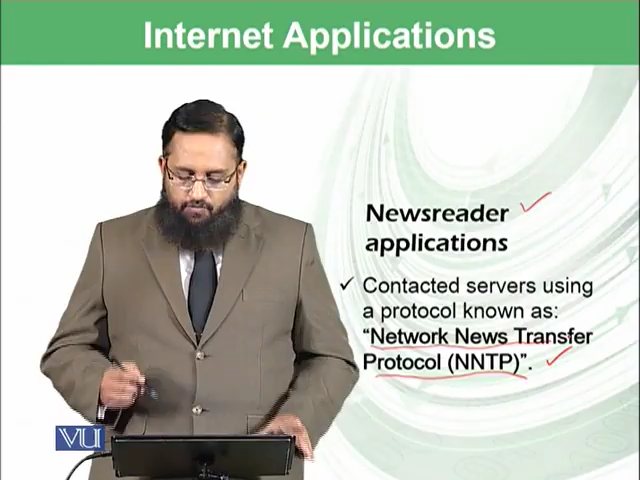 Internet Applications
Newsreader
applications
✓ Contacted servers using
a protocol known as:
“Network News Transfer
Protocol (NNTP)”.
VU